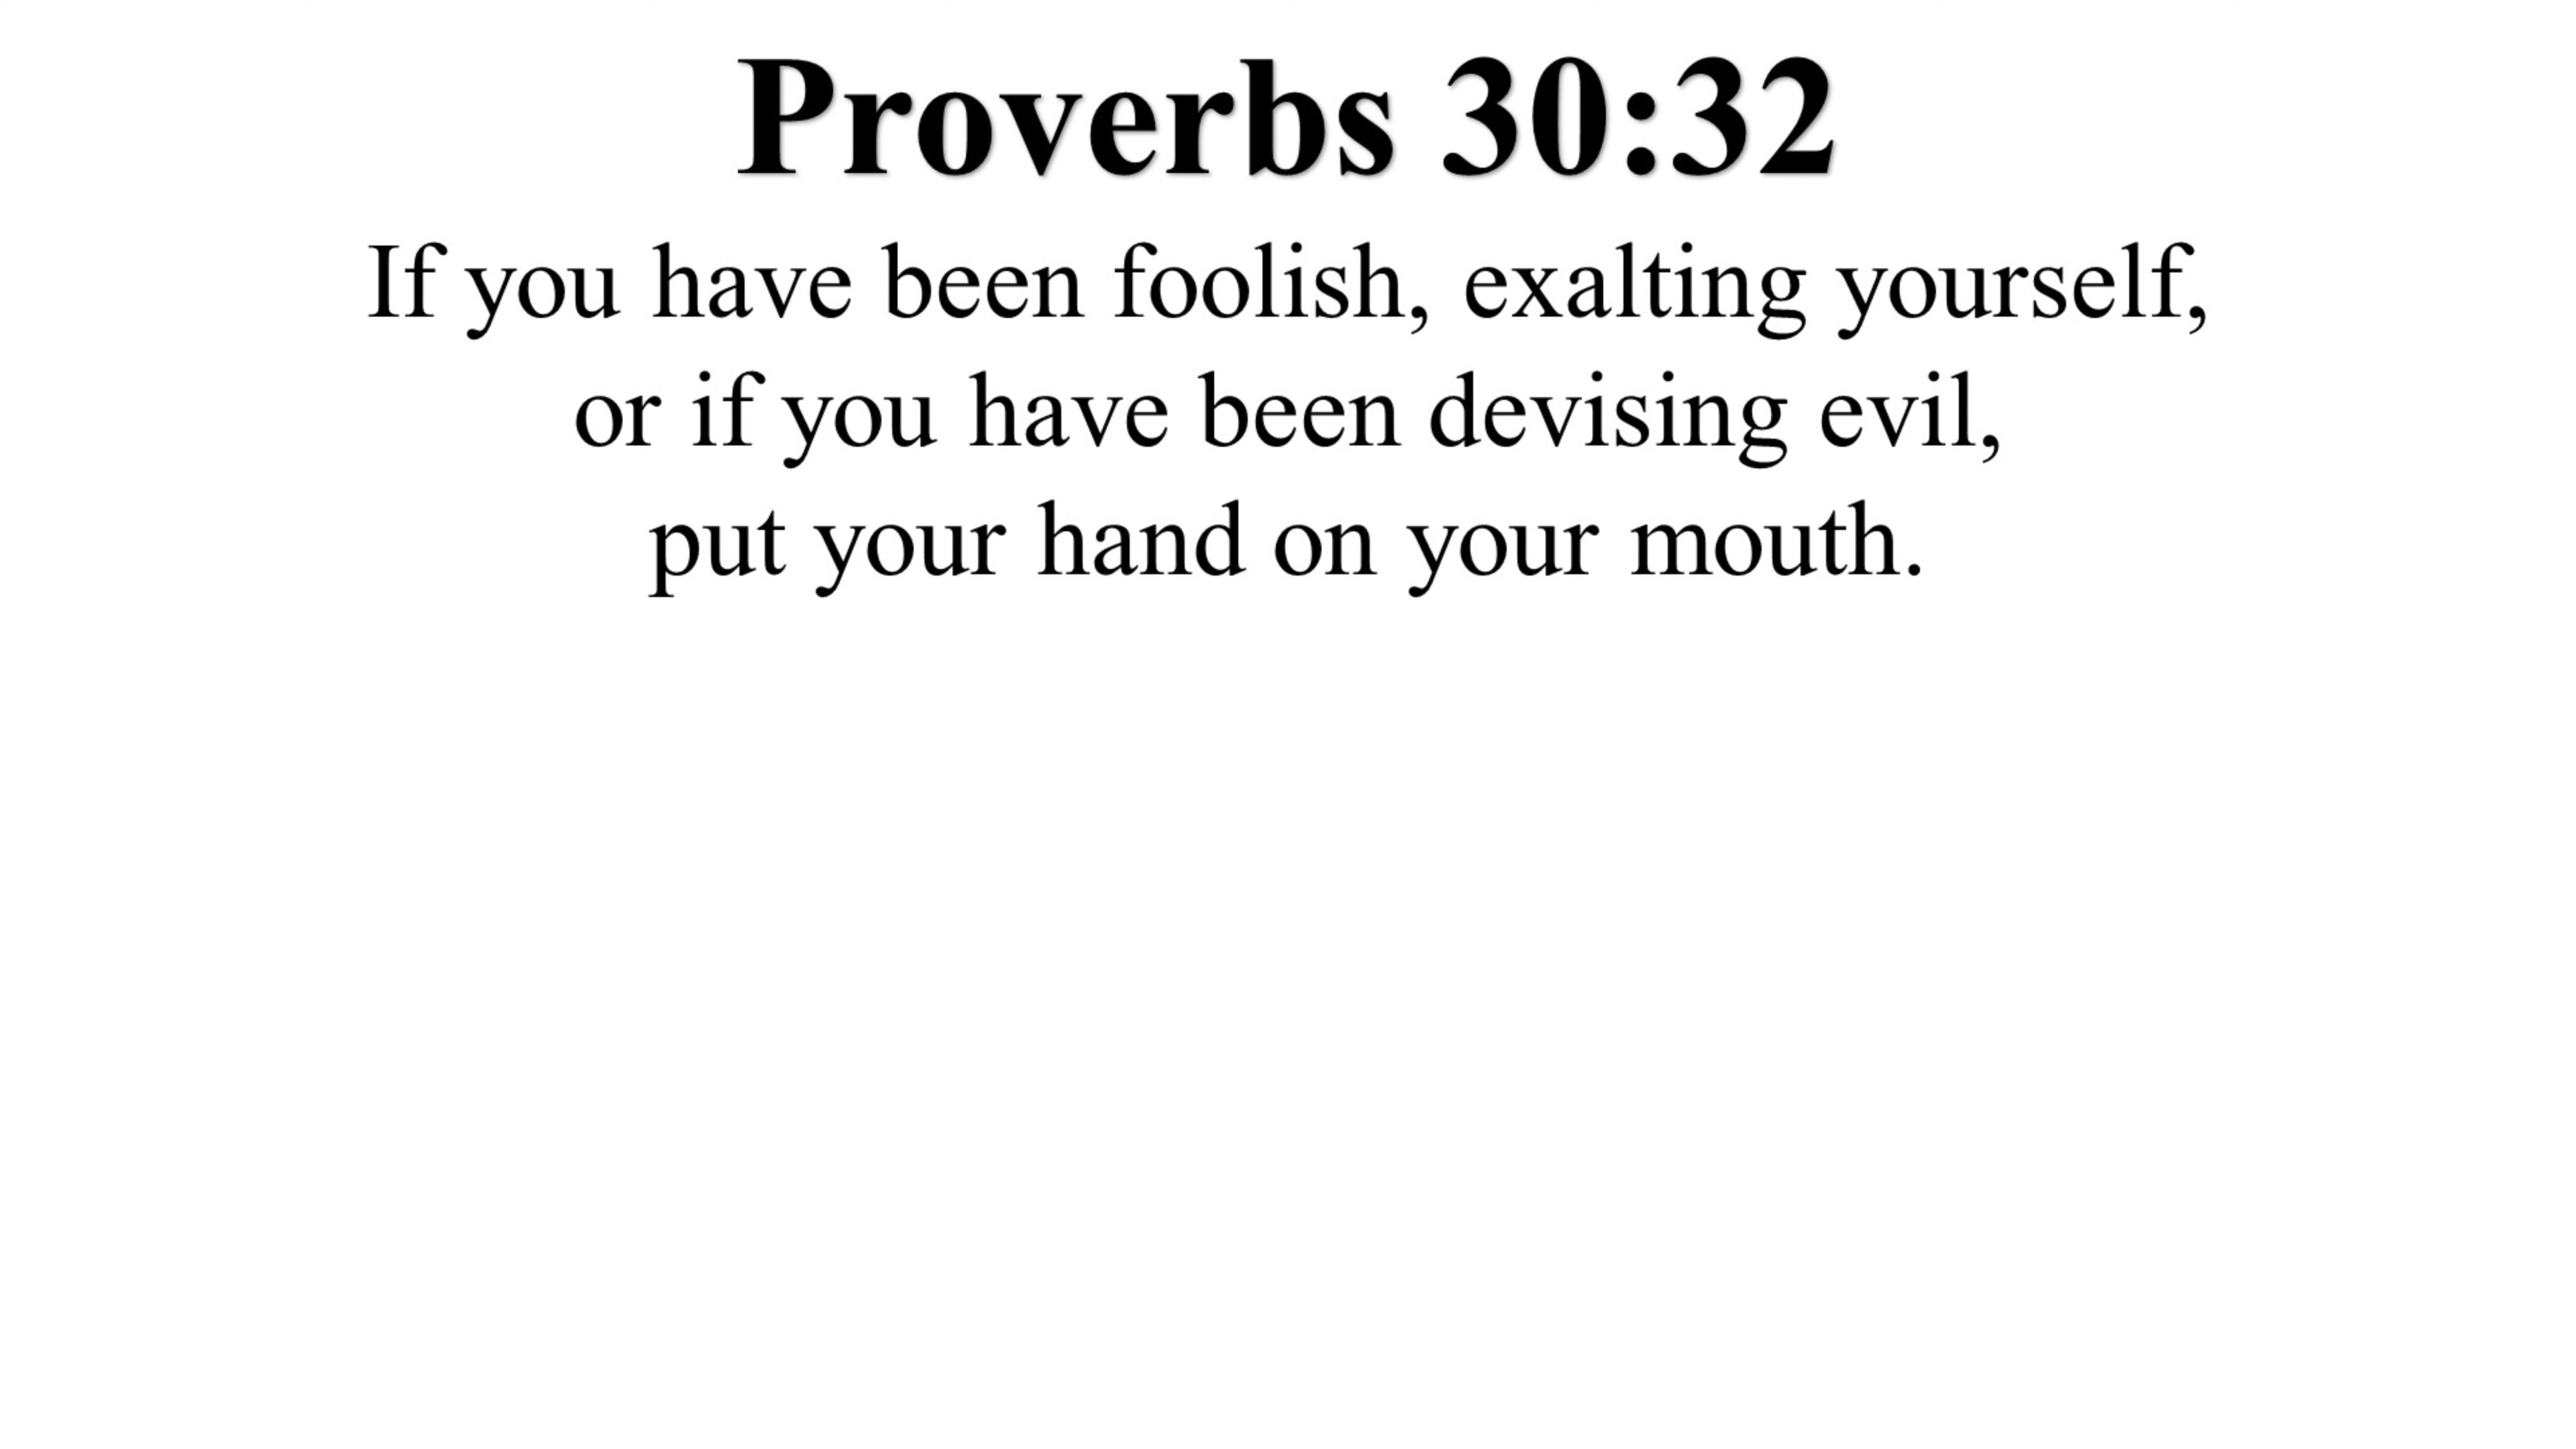 Proverbs 30:32
If you have been foolish, exalting yourself,
or if you have been devising evil,
put your hand on your mouth.